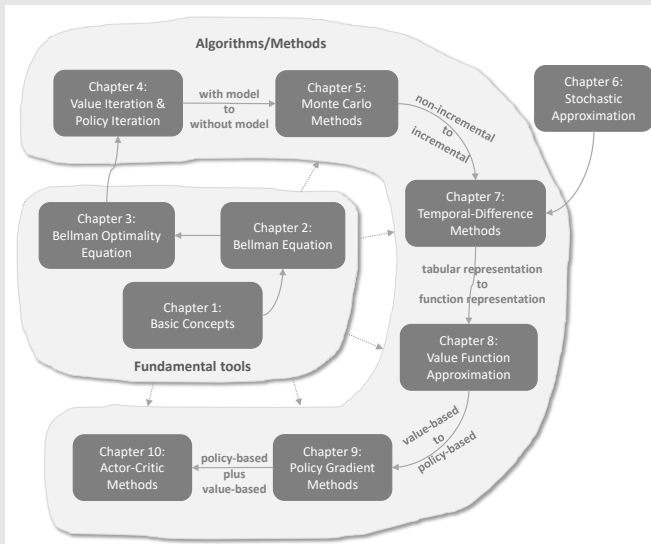 Algorithms/Methods
Chapter 4:
Value Iteration &
Policy Iteration
with model
to
without model
Chapter 5:
Monte Carlo
Methods
non-incremental
to
incremental
Chapter 6:
Stochastic
Approximation
Chapter 3:
Bellman Optimality
Equation
Chapter 2:
Bellman Equation
Chapter 7:
Temporal-Difference
Methods
Chapter 1:
Basic Concepts
tabular representation
to
function representation
Fundamental tools
Chapter 8:
Value Function
Approximation
value-based
to
policy-based
Chapter 10:
Actor-Critic
Methods
policy-based
plus
value-based
Chapter 9:
Policy Gradient
Methods